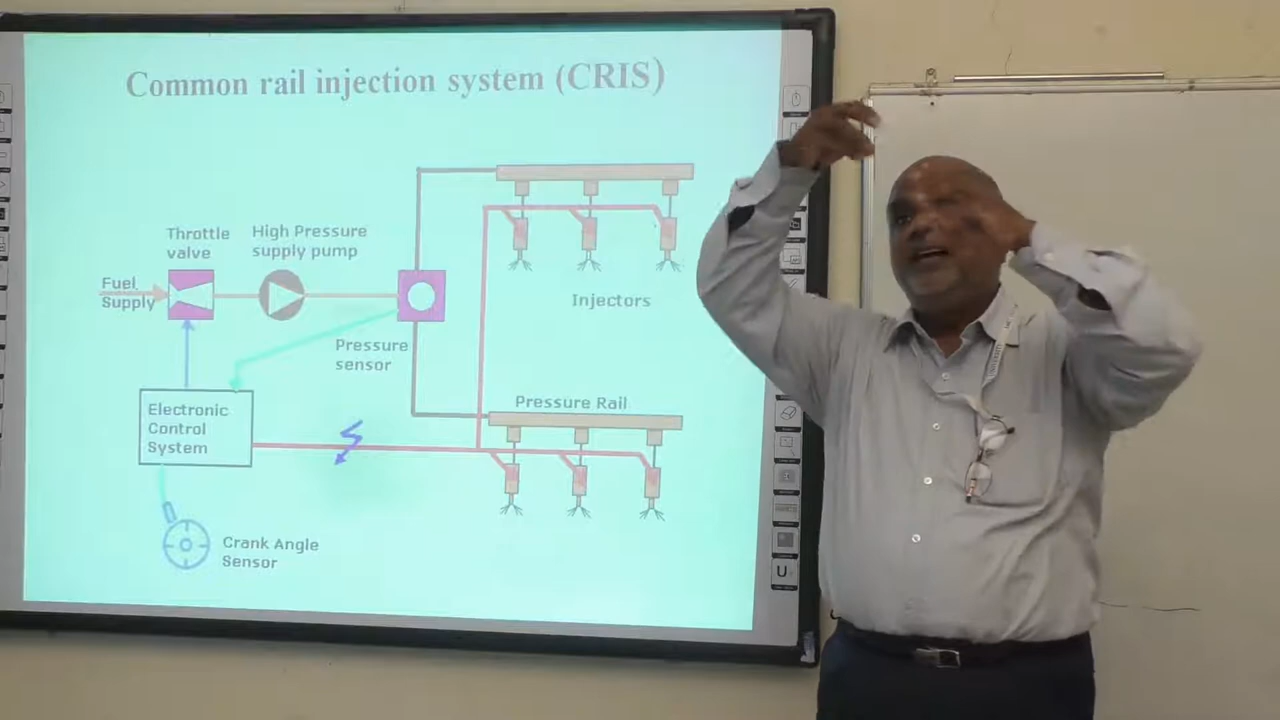 Common rail injection system (CRIS)
Throttle
valve
High Pressure
supply pump
Fuel
Supply
Injectors
Pressure
sensor
Pressure Rail
Electronic
Control
System
Crank Angle
Sensor
U